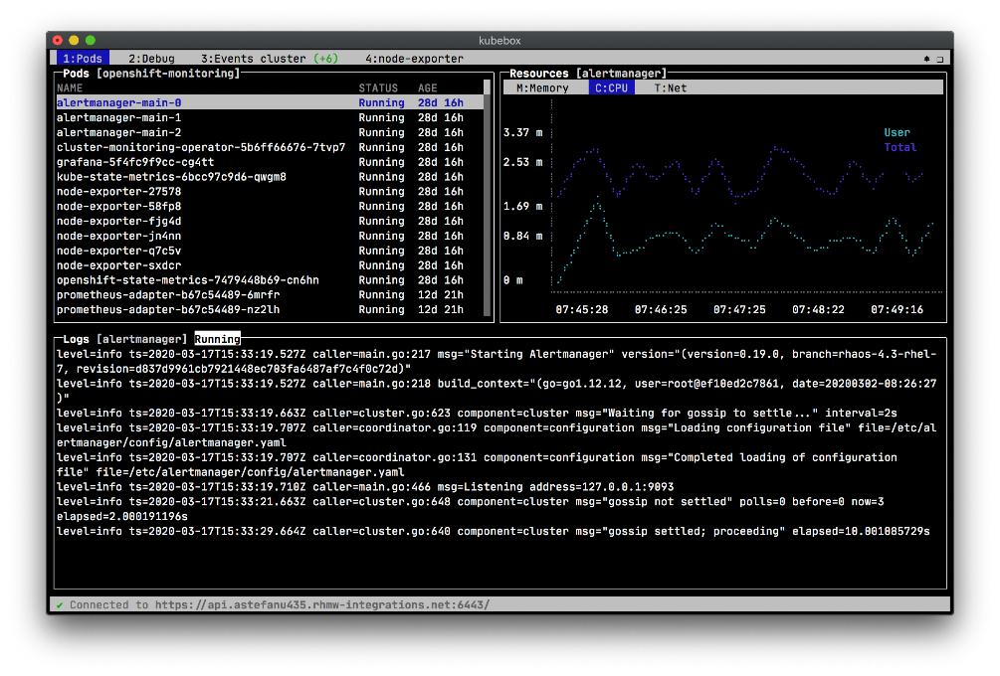 kubebox
1:Pods 2:Debug 3:Events cluster (+6) 4:node-exporter
Pods [openshift-monitoring]
NAME STATUS AGE
alertmanager-main-0 Running 28d 16h
alertmanager-main-1 Running 28d 16h
alertmanager-main-2 Running 28d 16h
cluster-monitoring-operator-5b6ff66676-7tvp7 Running 28d 16h
grafana-5f4fc9f9cc-cg4tt Running 28d 16h
kube-state-metrics-6bcc97c9d6-qwgm8 Running 28d 16h
node-exporter-27578 Running 28d 16h
node-exporter-58fp8 Running 28d 16h
node-exporter-fjg4d Running 28d 16h
node-exporter-jn4nn Running 28d 16h
node-exporter-q7c5v Running 28d 16h
node-exporter-sxdcr Running 28d 16h
openshift-state-metrics-7479448b69-cn6hn Running 28d 16h
prometheus-adapter-b67c54489-6mrfr Running 12d 21h
prometheus-adapter-b67c54489-nz2lh Running 12d 21h
Resources [alertmanager]
M:Memory C:CPU T:Net
3.37 m
User
Total
2.53 m
1.69 m
0.84 m
0 m
07:45:28 07:46:25 07:47:25 07:48:22 07:49:16
Logs [alertmanager] Running
level=info ts=2020-03-17T15:33:19.527Z caller=main.go:217 msg="Starting Alertmanager" version="(version=0.19.0, branch=rhaos-4.3-rhel-
7, revision=d837d9961cb7921448ec703fa6487af7c4f0c72d)"
level=info ts=2020-03-17T15:33:19.527Z caller=main.go:218 build_context="(go=go1.12.12, user=root@ef10ed2c7861, date=20200302-08:26:27
)"
level=info ts=2020-03-17T15:33:19.663Z caller=cluster.go:623 component=cluster msg="Waiting for gossip to settle..." interval=2s
level=info ts=2020-03-17T15:33:19.707Z caller=coordinator.go:119 component=configuration msg="Loading configuration file" file=/etc/al
ertmanager/config/alertmanager.yaml
level=info ts=2020-03-17T15:33:19.707Z caller=coordinator.go:131 component=configuration msg="Completed loading of configuration
file" file=/etc/alertmanager/config/alertmanager.yaml
level=info ts=2020-03-17T15:33:19.710Z caller=main.go:466 msg=Listening address=127.0.0.1:9093
level=info ts=2020-03-17T15:33:21.663Z caller=cluster.go:648 component=cluster msg="gossip not settled" polls=0 before=0 now=3
elapsed=2.000191196s
level=info ts=2020-03-17T15:33:29.664Z caller=cluster.go:640 component=cluster msg="gossip settled; proceeding" elapsed=10.001085729s
✔ Connected to https://api.astefanu435.rhmw-integrations.net:6443/